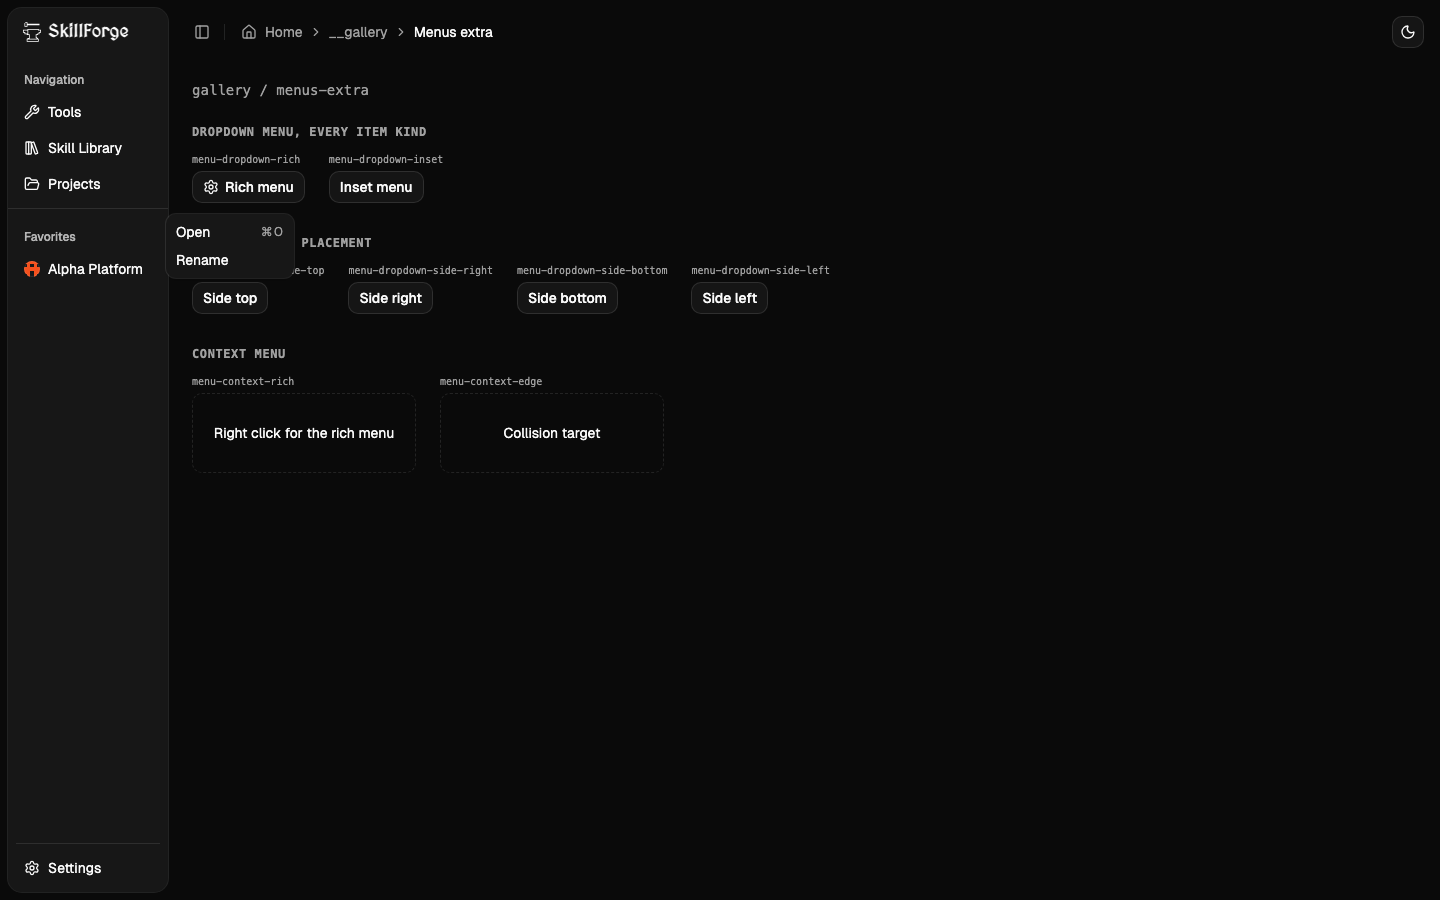 SkillForge
Home
__gallery
Menus extra
Navigation
Tools
Skill Library
Projects
Favorites
Alpha Platform
Settings
gallery / menus-extra
DROPDOWN MENU, EVERY ITEM KIND
menu-dropdown-rich
menu-dropdown-inset
Rich menu
Inset menu
Open ⌘O
Rename
PLACEMENT
e-top
menu-dropdown-side-right
menu-dropdown-side-bottom
menu-dropdown-side-left
Side top
Side right
Side bottom
Side left
CONTEXT MENU
menu-context-rich
menu-context-edge
Right click for the rich menu
Collision target